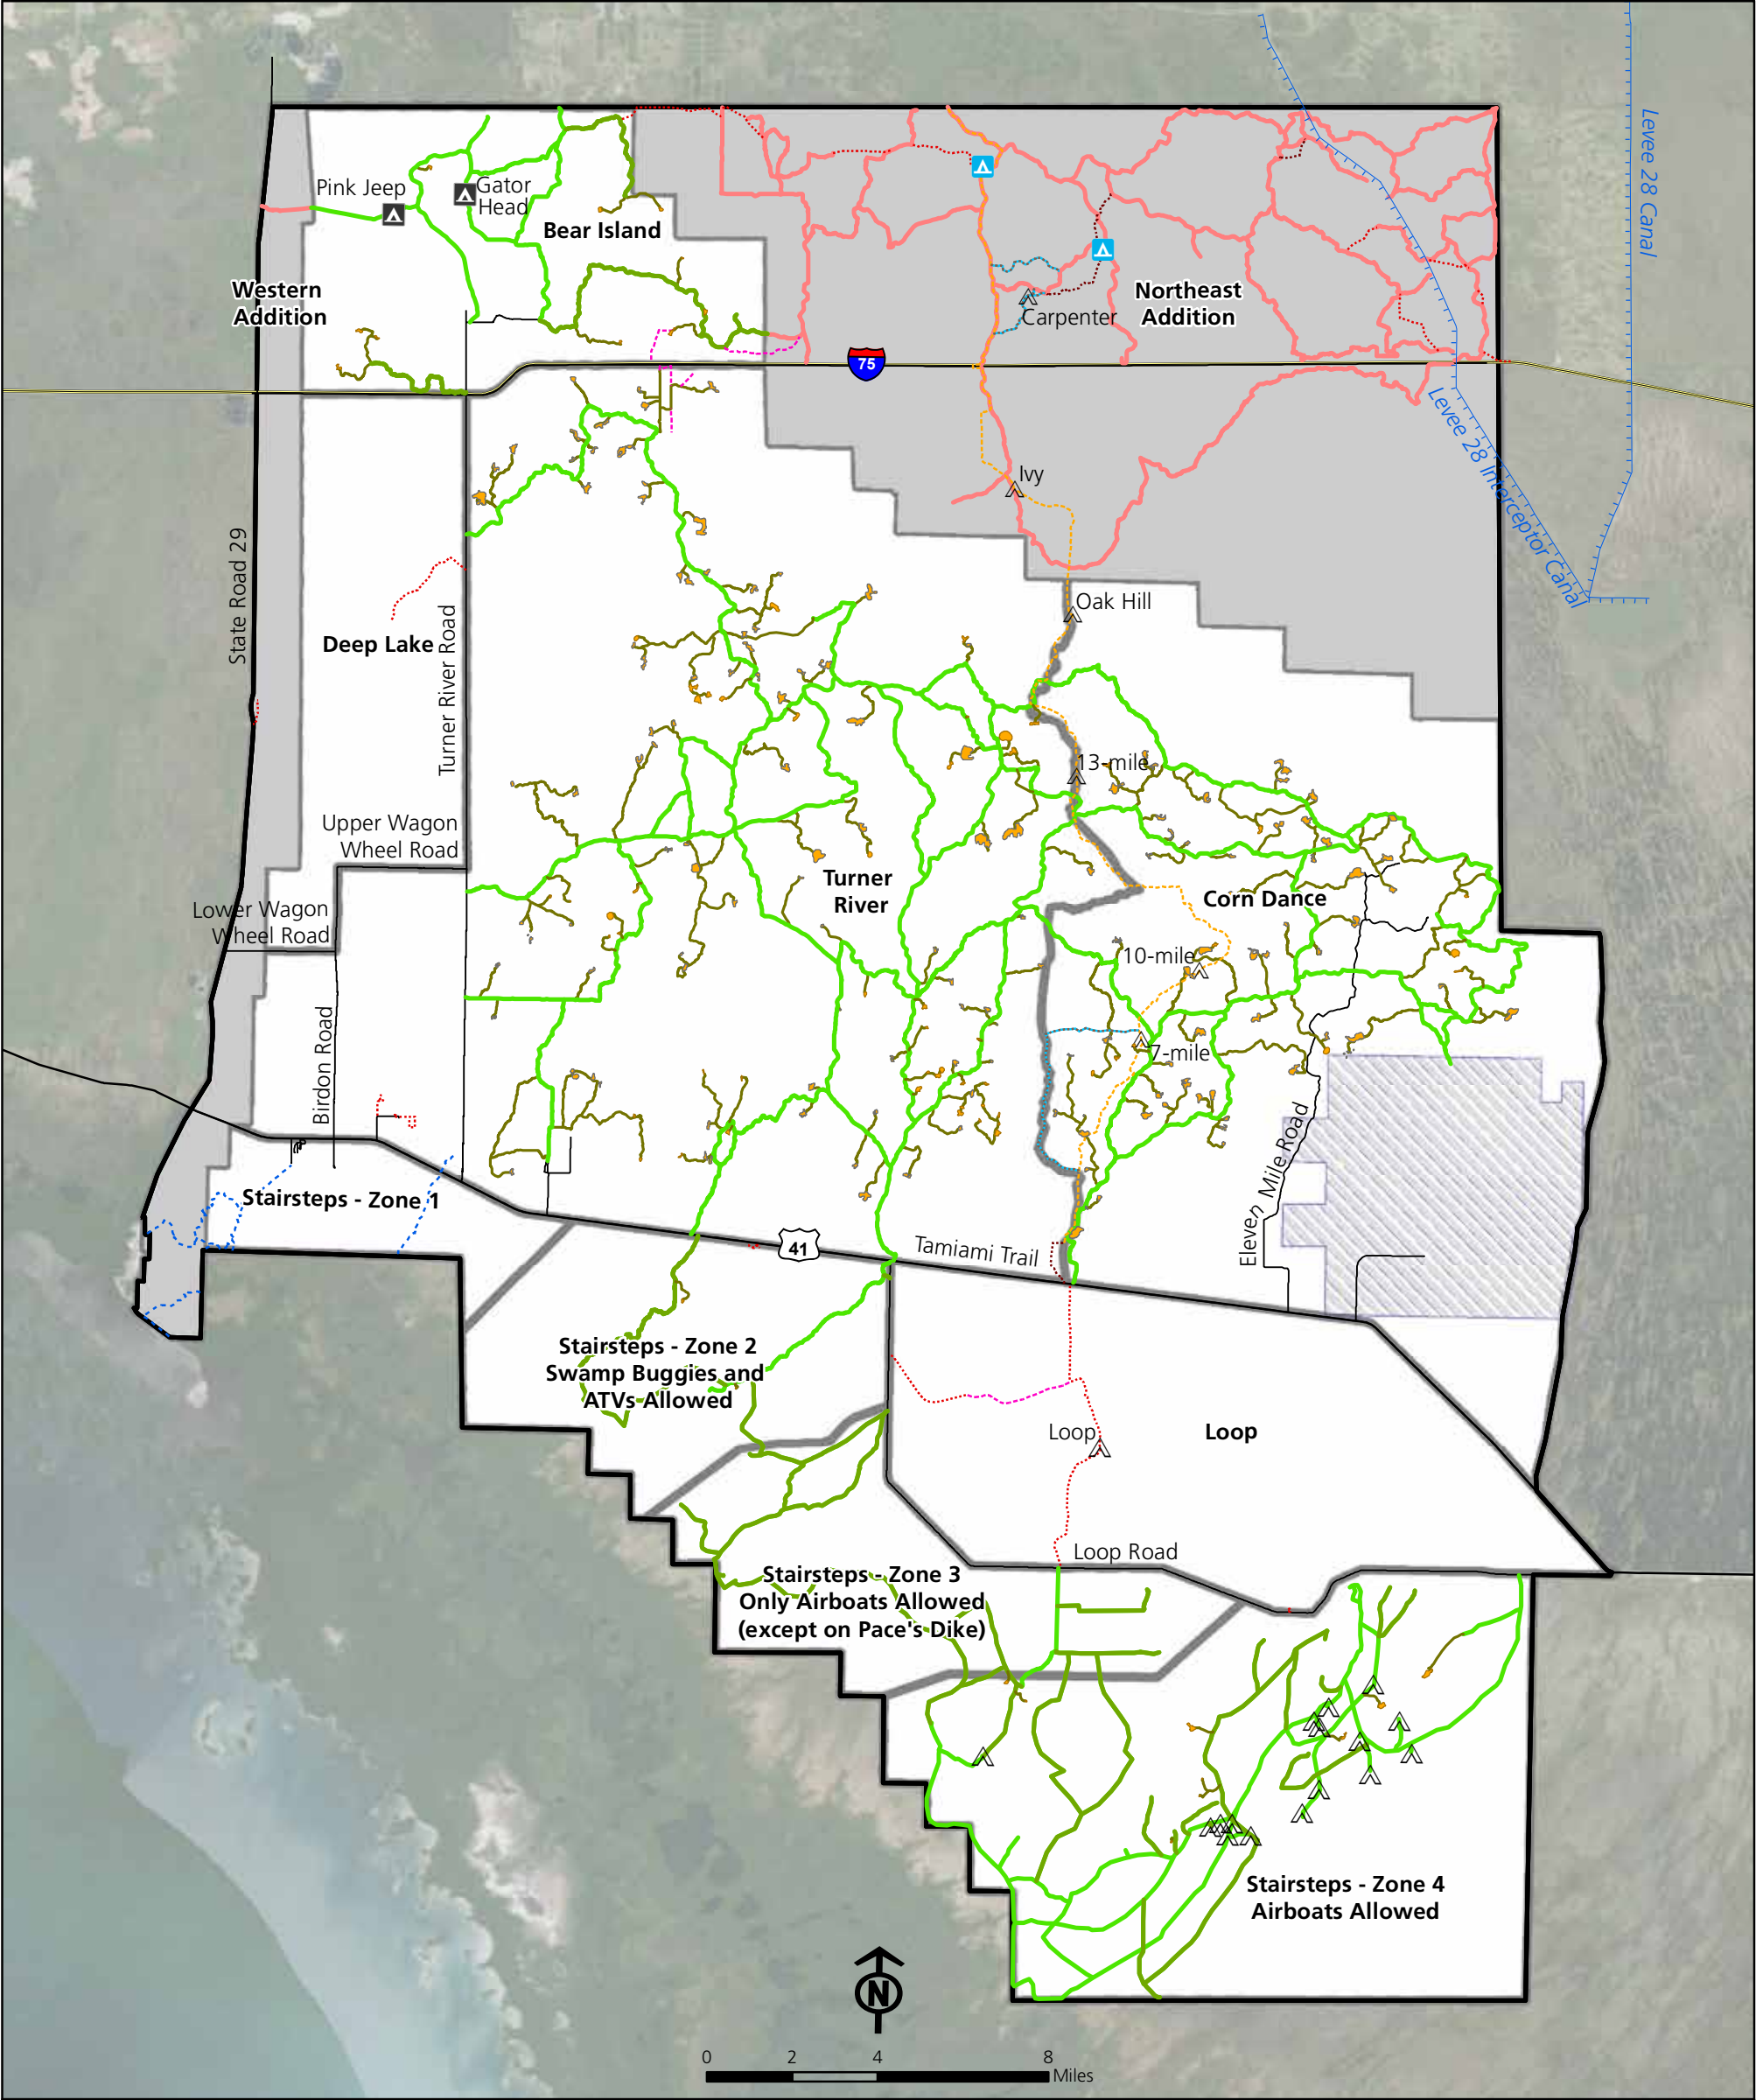 Levee 28 Canal
Pink Jeep
Gator
Head
Bear Island
Western
Addition
Northeast
Addition
Carpenter
75
Levee 28 Interceptor Canal
Ivy
State Road 29
Oak Hill
Deep Lake
Turner River Road
13-mile
Upper Wagon
Wheel Road
Turner
River
Corn Dance
Lower Wagon
Wheel Road
10-mile
Birdon Road
7-mile
Eleven Mile Road
Stairsteps - Zone 1
41
Tamiami Trail
Stairsteps - Zone 2
Swamp Buggies and
ATVs Allowed
Loop
Loop
Loop Road
Stairsteps - Zone 3
Only Airboats Allowed
(except on Pace's Dike)
Stairsteps - Zone 4
Airboats Allowed
N
0 2 4 8
Miles